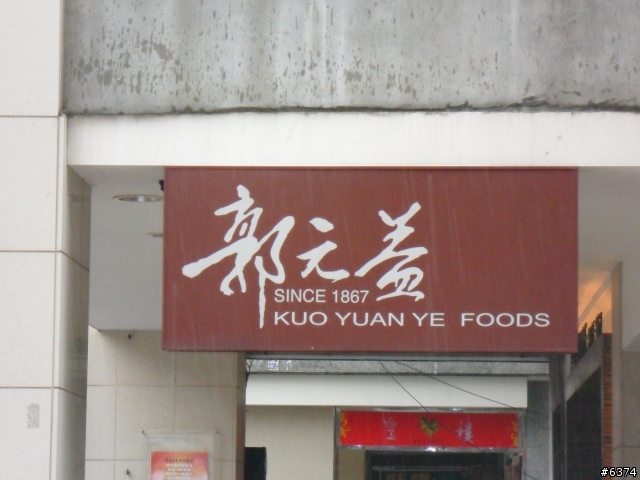 郭元益
SINCE 1867
KUO YUAN YE FOODS
#6374